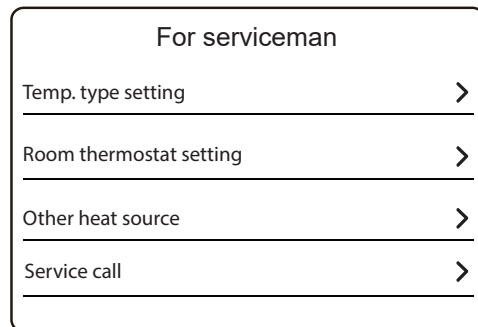 For serviceman
Temp. type setting
Room thermostat setting
Other heat source
Service call